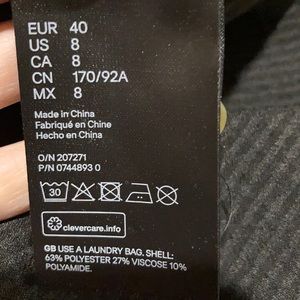 EUR 40
US 8
CA 8
CN 170/92A
MX 8
Made in China
Fabriqué en Chine
Hecho en China
O/N 207271
P/N 0744893 0
30
clevercare.info
GB USE A LAUNDRY BAG. SHELL:
63% POLYESTER 27% VISCOSE 10%
POLYAMIDE.